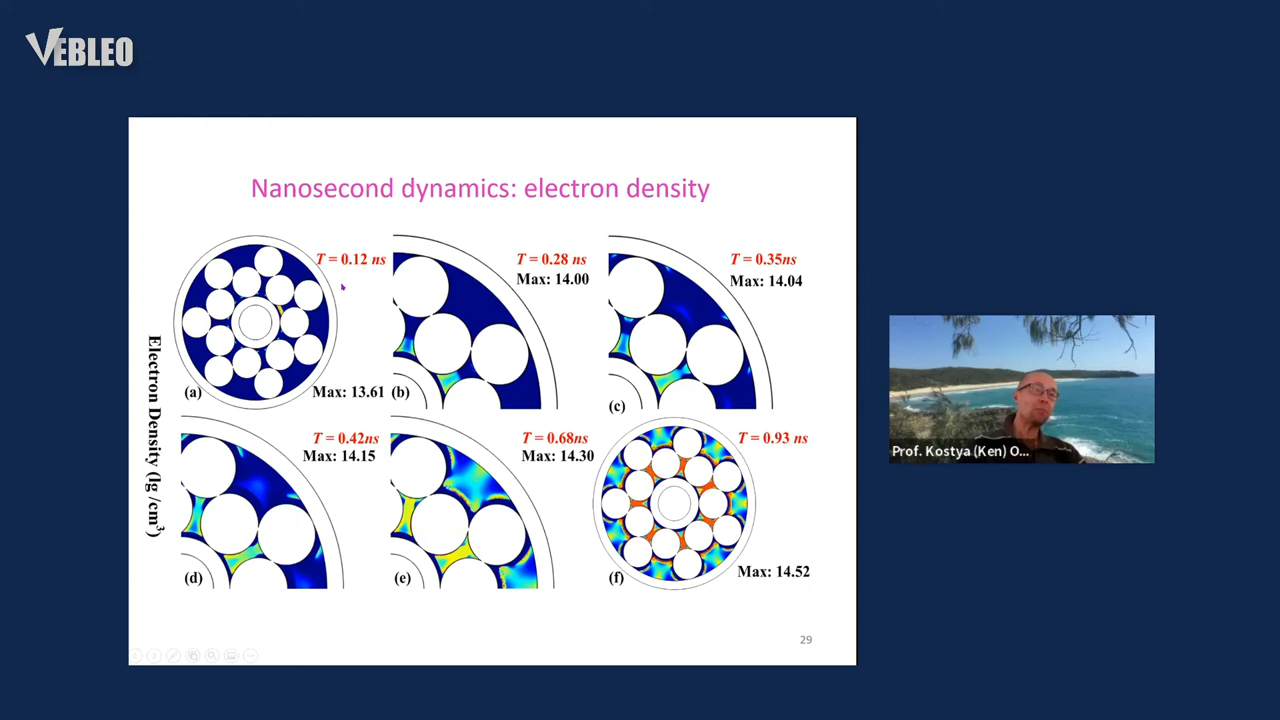 VEBLEO
Nanosecond dynamics: electron density
T = 0.12 ns
T = 0.28 ns
Max: 14.00
T = 0.35ns
Max: 14.04
(a)
Max: 13.61
(b)
(c)
Electron Density (lg /cm³)
T = 0.42ns
Max: 14.15
T = 0.68ns
Max: 14.30
T = 0.93 ns
(d)
(e)
(f)
Max: 14.52
29
Prof. Kostya (Ken) O...